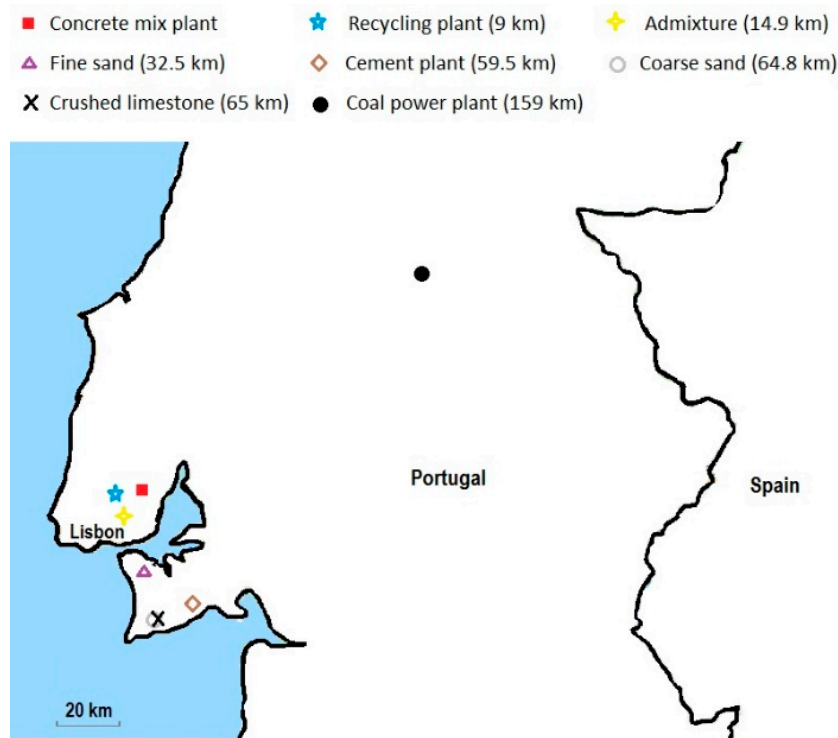 Concrete mix plant Recycling plant (9 km) Admixture (14.9 km)
Fine sand (32.5 km) Cement plant (59.5 km) Coarse sand (64.8 km)
Crushed limestone (65 km) Coal power plant (159 km)
Portugal
Spain
Lisbon
20 km